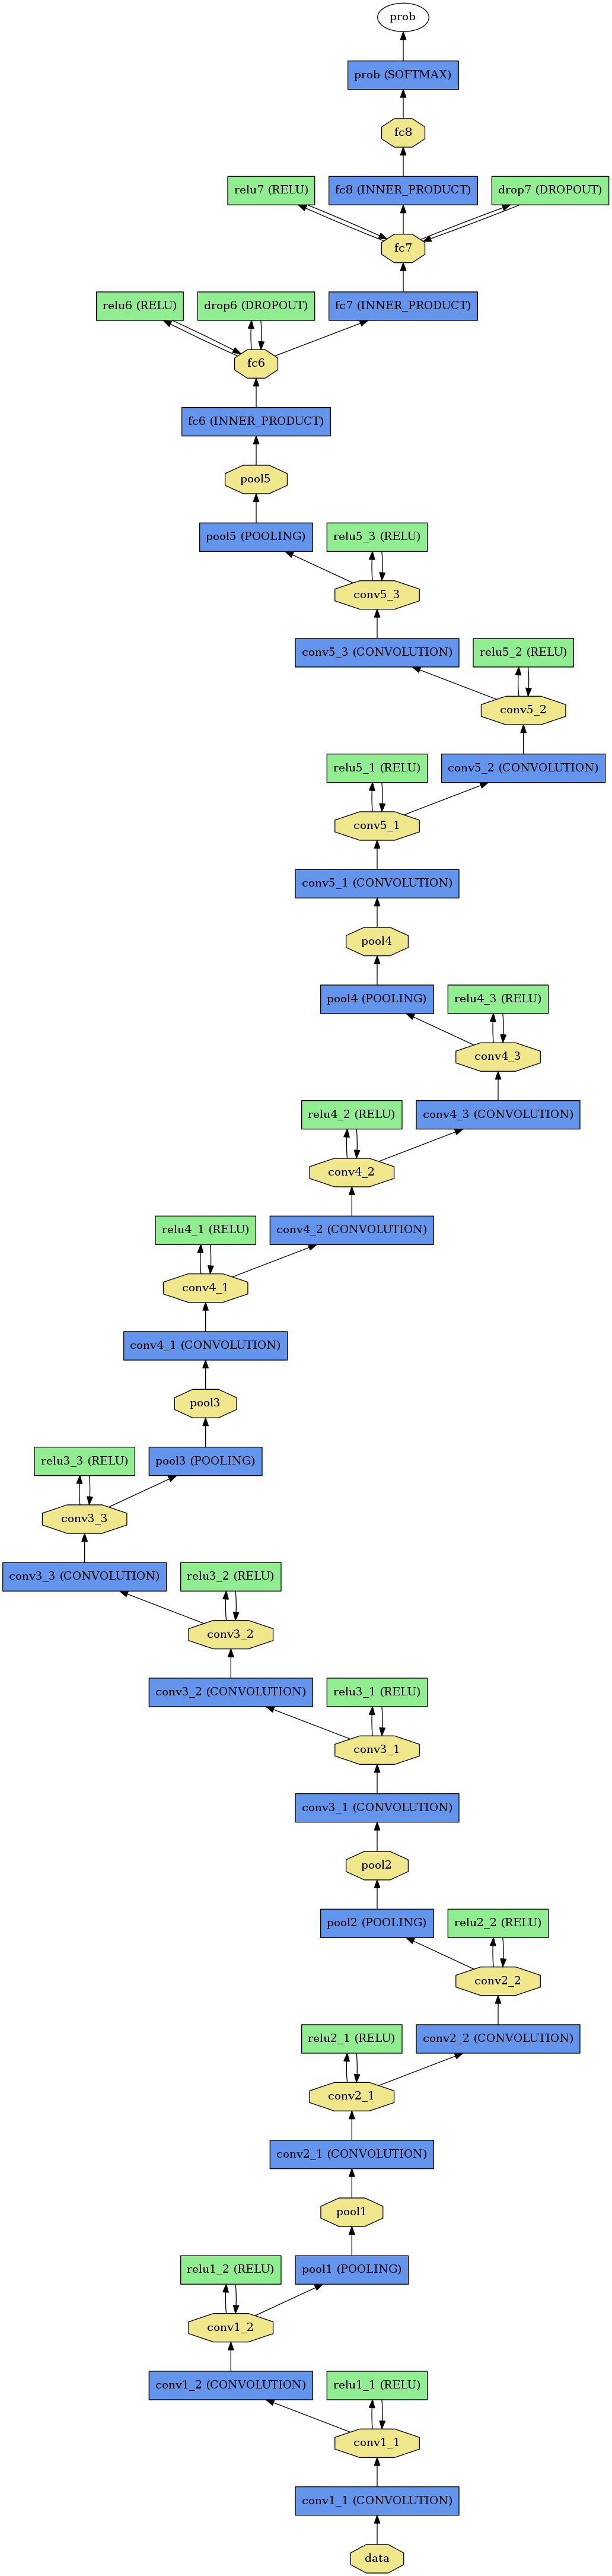 prob
prob (SOFTMAX)
fc8
relu7 (RELU)
fc8 (INNER_PRODUCT)
drop7 (DROPOUT)
fc7
relu6 (RELU)
drop6 (DROPOUT)
fc7 (INNER_PRODUCT)
fc6
fc6 (INNER_PRODUCT)
pool5
pool5 (POOLING)
relu5_3 (RELU)
conv5_3
conv5_3 (CONVOLUTION)
relu5_2 (RELU)
conv5_2
relu5_1 (RELU)
conv5_2 (CONVOLUTION)
conv5_1
conv5_1 (CONVOLUTION)
pool4
pool4 (POOLING)
relu4_3 (RELU)
conv4_3
relu4_2 (RELU)
conv4_3 (CONVOLUTION)
conv4_2
relu4_1 (RELU)
conv4_2 (CONVOLUTION)
conv4_1
conv4_1 (CONVOLUTION)
pool3
relu3_3 (RELU)
pool3 (POOLING)
conv3_3
conv3_3 (CONVOLUTION)
relu3_2 (RELU)
conv3_2
conv3_2 (CONVOLUTION)
relu3_1 (RELU)
conv3_1
conv3_1 (CONVOLUTION)
pool2
pool2 (POOLING)
relu2_2 (RELU)
conv2_2
relu2_1 (RELU)
conv2_2 (CONVOLUTION)
conv2_1
conv2_1 (CONVOLUTION)
pool1
relu1_2 (RELU)
pool1 (POOLING)
conv1_2
conv1_2 (CONVOLUTION)
relu1_1 (RELU)
conv1_1
conv1_1 (CONVOLUTION)
data